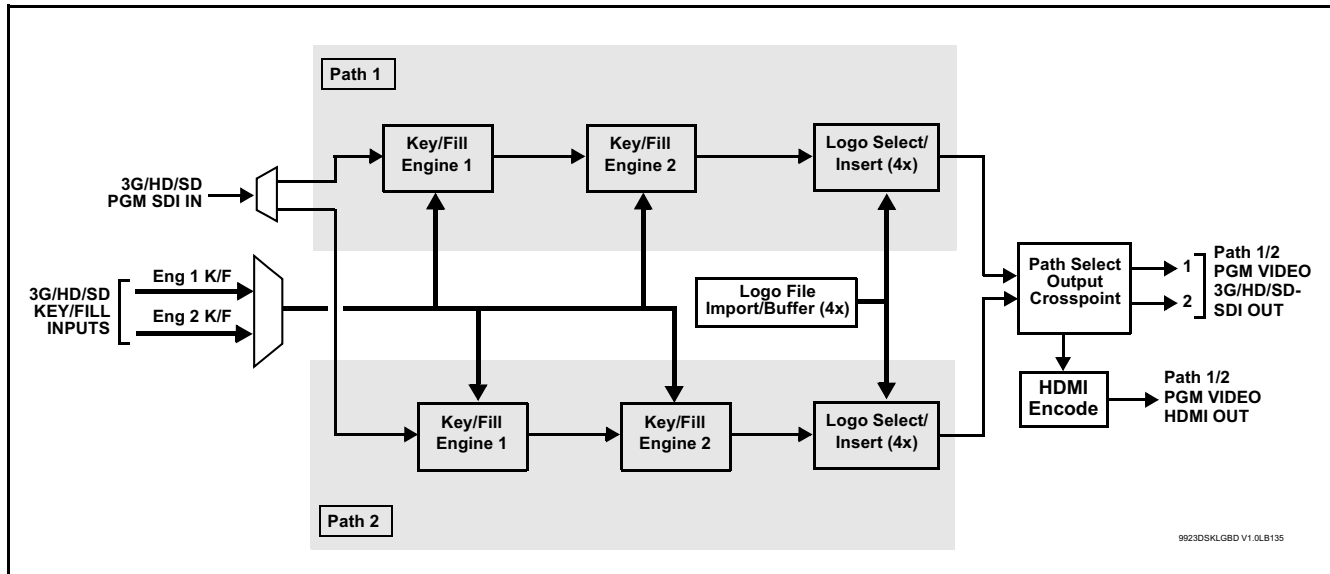 Path 1
Key/Fill
Engine 1
Key/Fill
Engine 2
Logo Select/
Insert (4x)
3G/HD/SD
PGM SDI IN
3G/HD/SD
KEY/FILL
INPUTS
Eng 1 K/F
Eng 2 K/F
Logo File
Import/Buffer (4x)
Path Select
Output
Crosspoint
1
2
Path 1/2
PGM VIDEO
3G/HD/SD-
SDI OUT
HDMI
Encode
Path 1/2
PGM VIDEO
HDMI OUT
Key/Fill
Engine 1
Key/Fill
Engine 2
Logo Select/
Insert (4x)
Path 2
9923DSKLGBD V1.0LB135